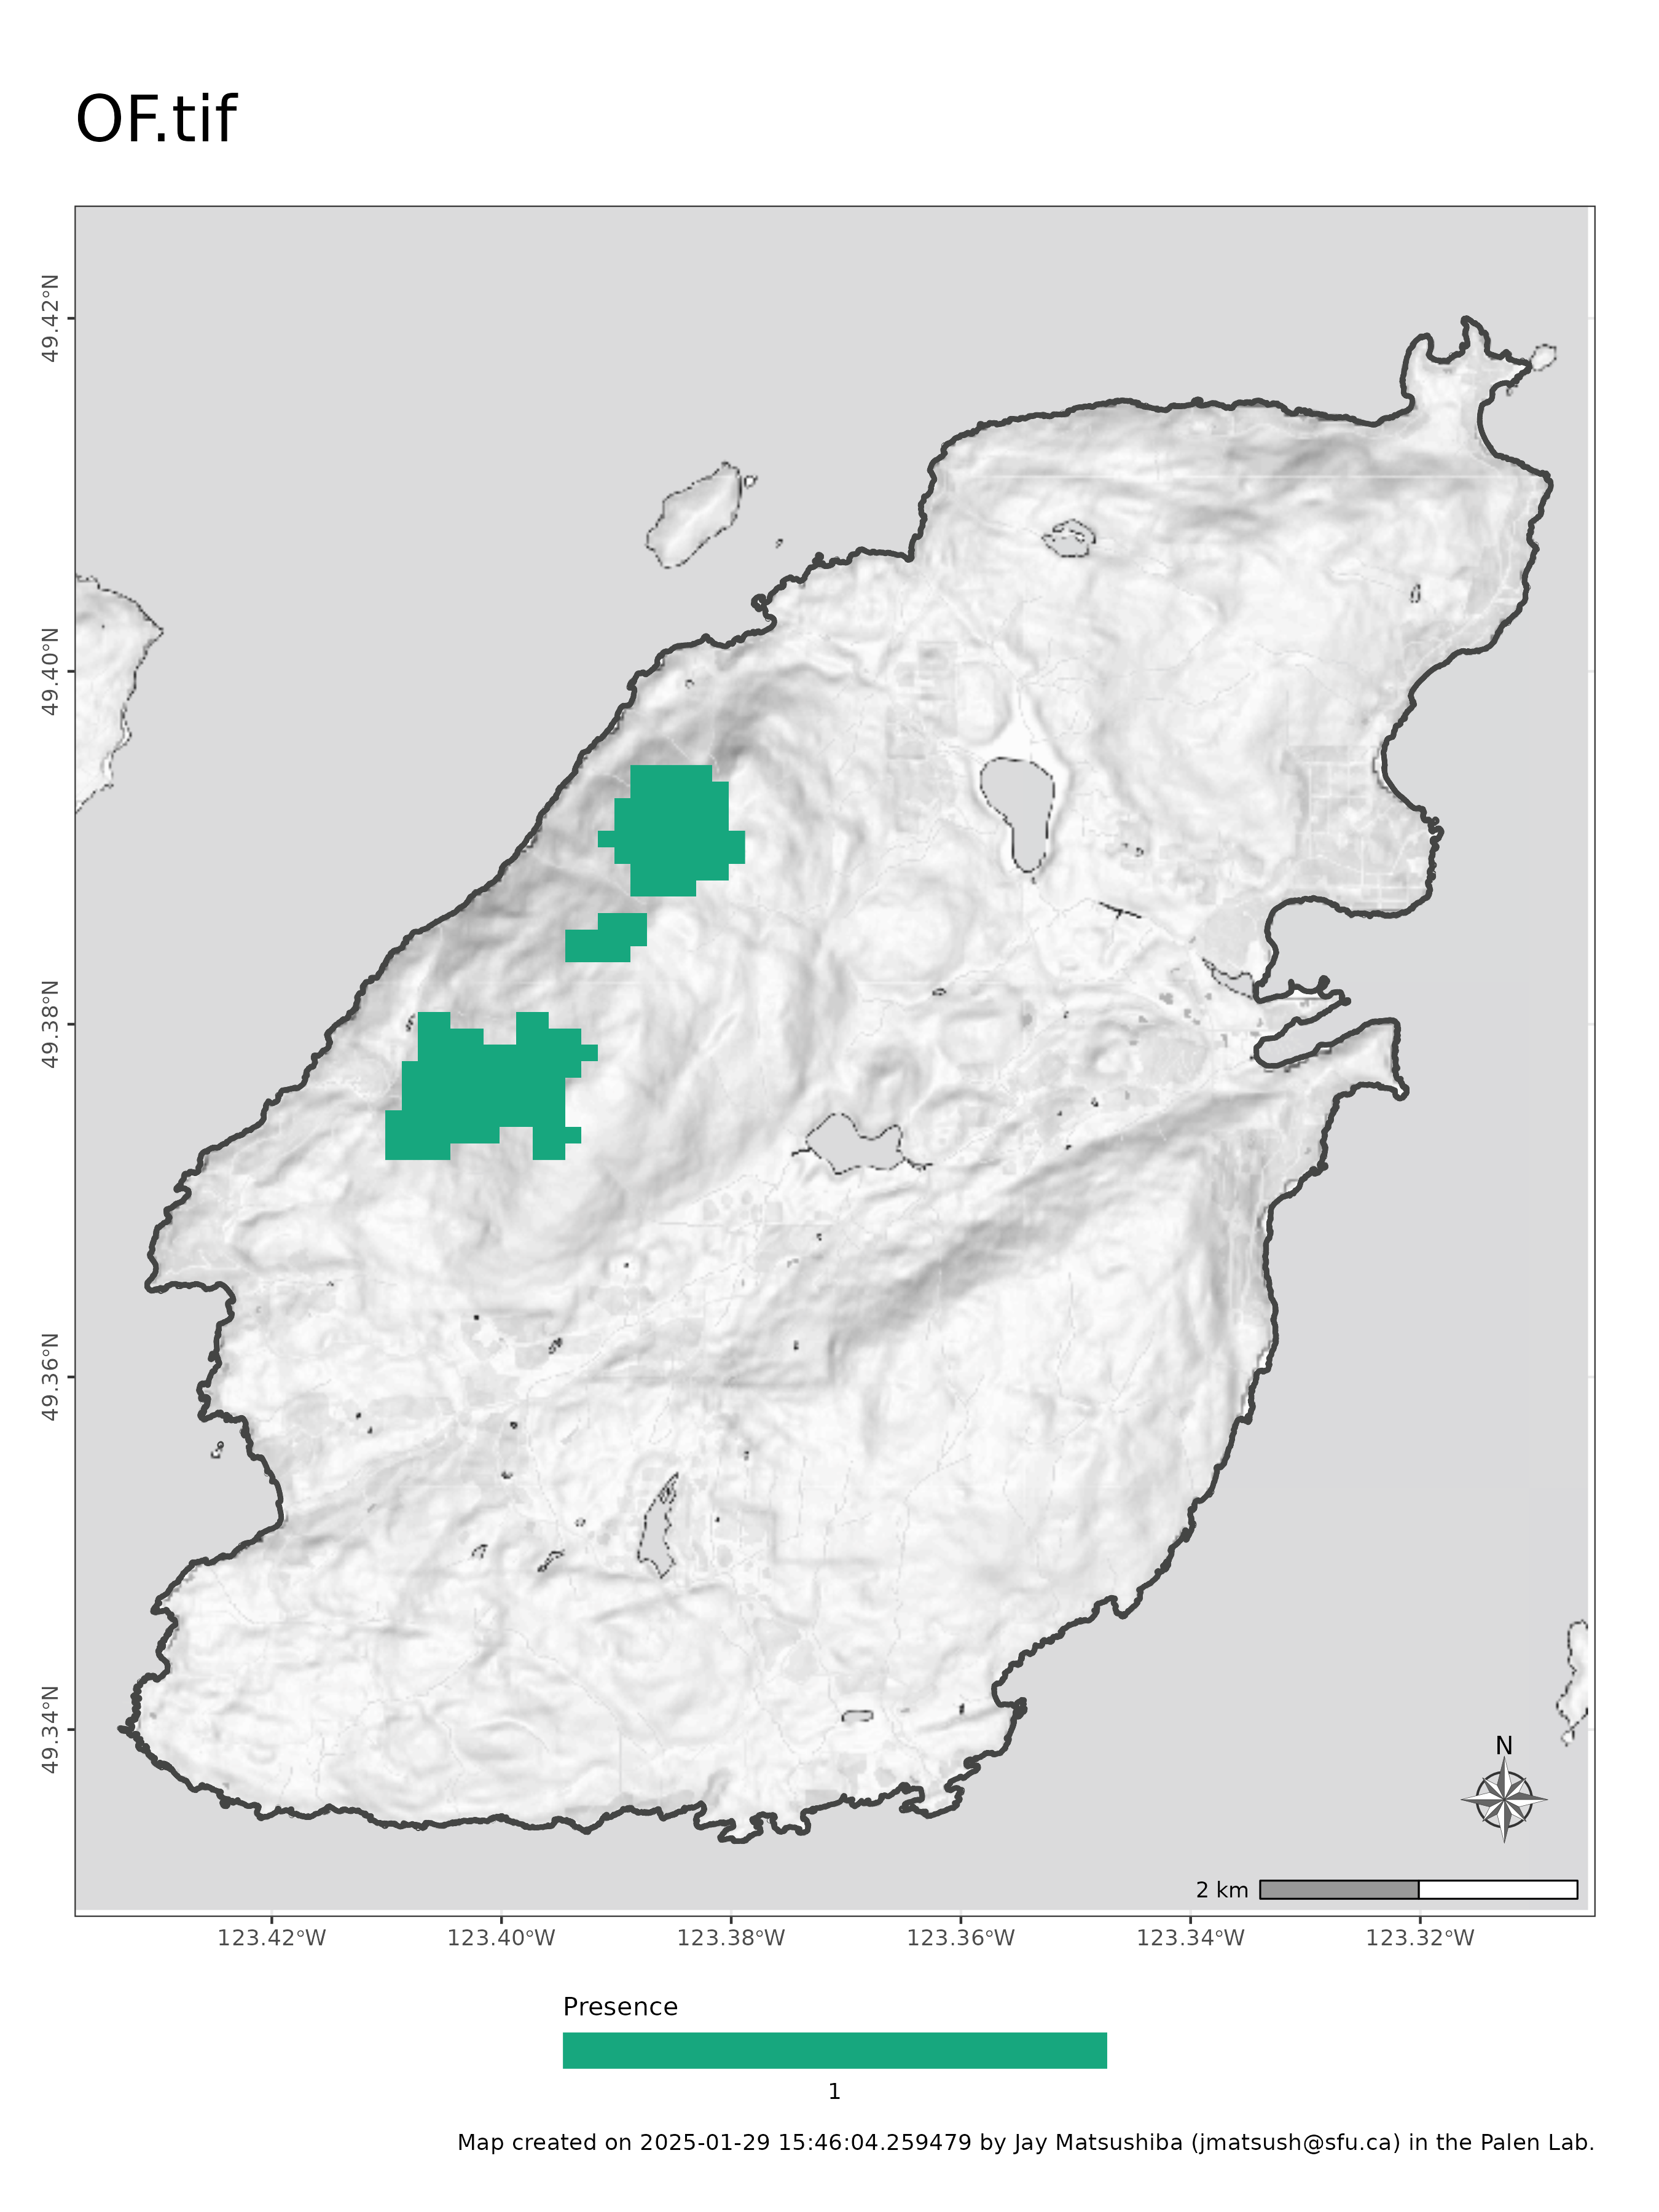 OF.tif
49.42°N
49.40°N
49.38°N
49.36°N
49.34°N
N
2 km
123.42°W 123.40°W 123.38°W 123.36°W 123.34°W 123.32°W
Presence
1
Map created on 2025-01-29 15:46:04.259479 by Jay Matsushiba (jmatsush@sfu.ca) in the Palen Lab.